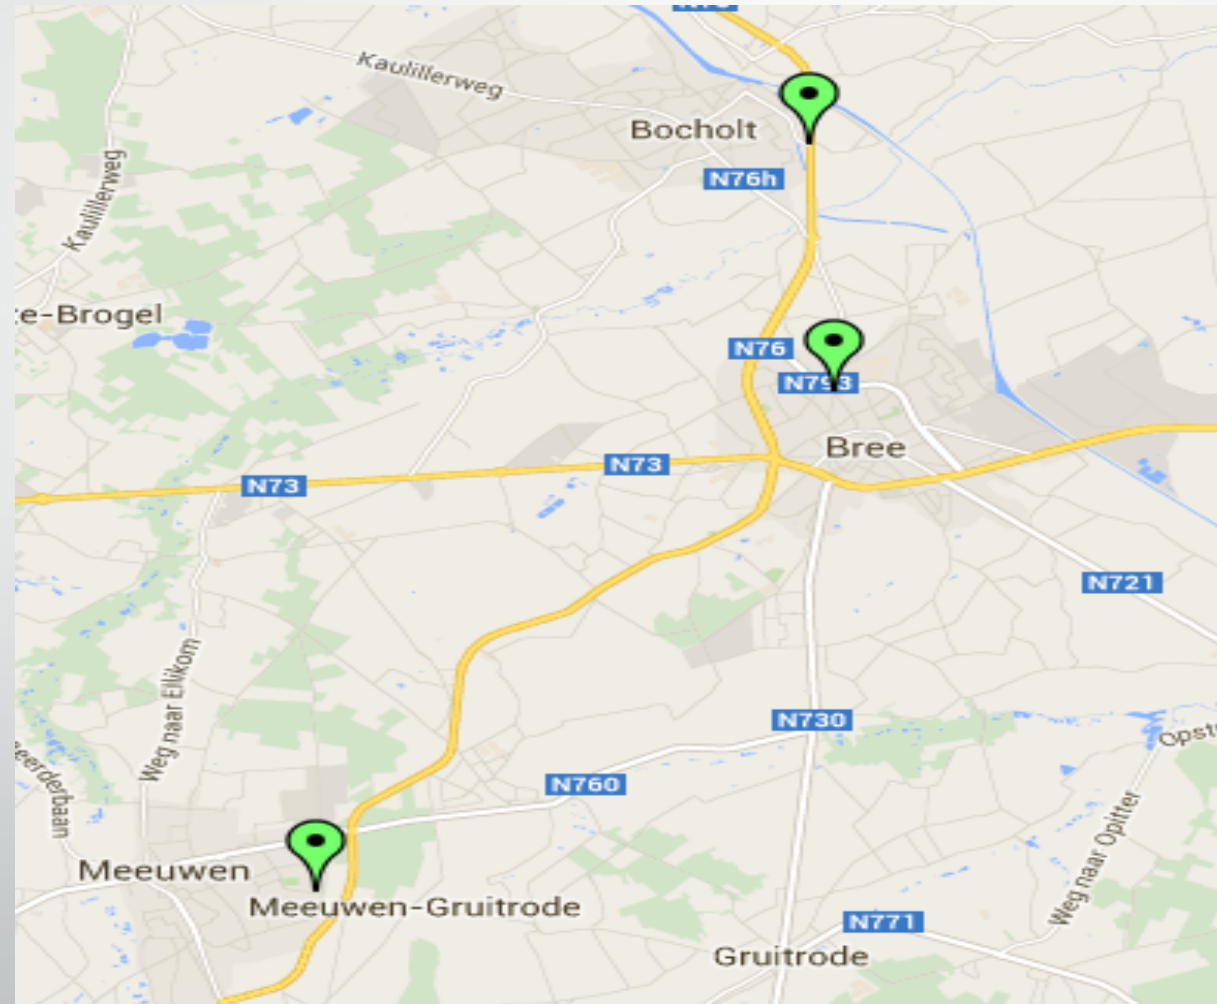 Kaulillerweg
Bocholt
N76h
Kaulillerweg
e-Brogel
N76
N793
Bree
N73
N73
N721
Weg naar Ellikom
N730
Weg naar Opitter
N760
Meeuwen
Meeuwen-Gruitrode
N771
Gruitrode